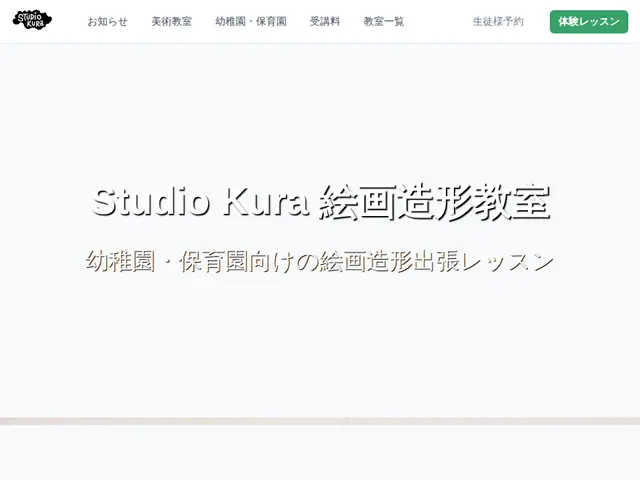 Studio Kura
お知らせ
美術教室
幼稚園・保育園
受講料
教室一覧
生徒様予約
体験レッスン
Studio Kura 絵画造形教室
幼稚園・保育園向けの絵画造形出張レッスン